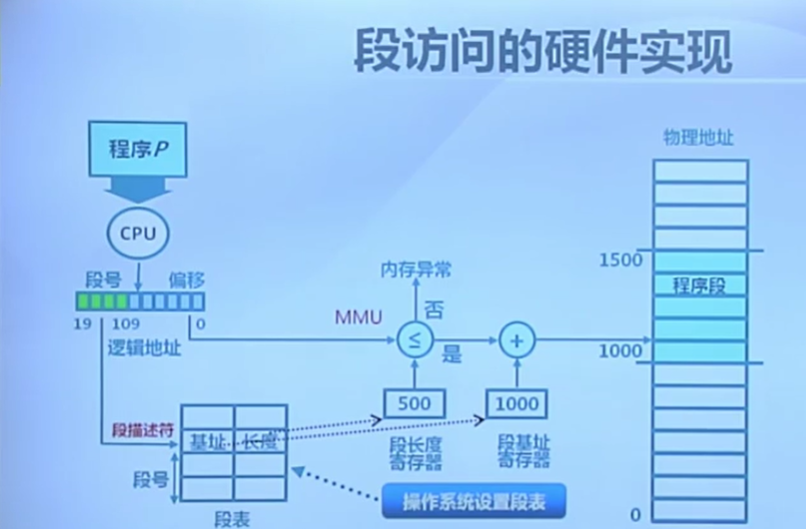 段访问的硬件实现
程序P
物理地址
CPU
段号
偏移
内存异常
1500
程序段
19
109
0
MMU
否
≤
+
逻辑地址
是
1000
500
1000
段描述符
基址
长度
段长度
寄存器
段基址
寄存器
段号
操作系统设置段表
段表
0